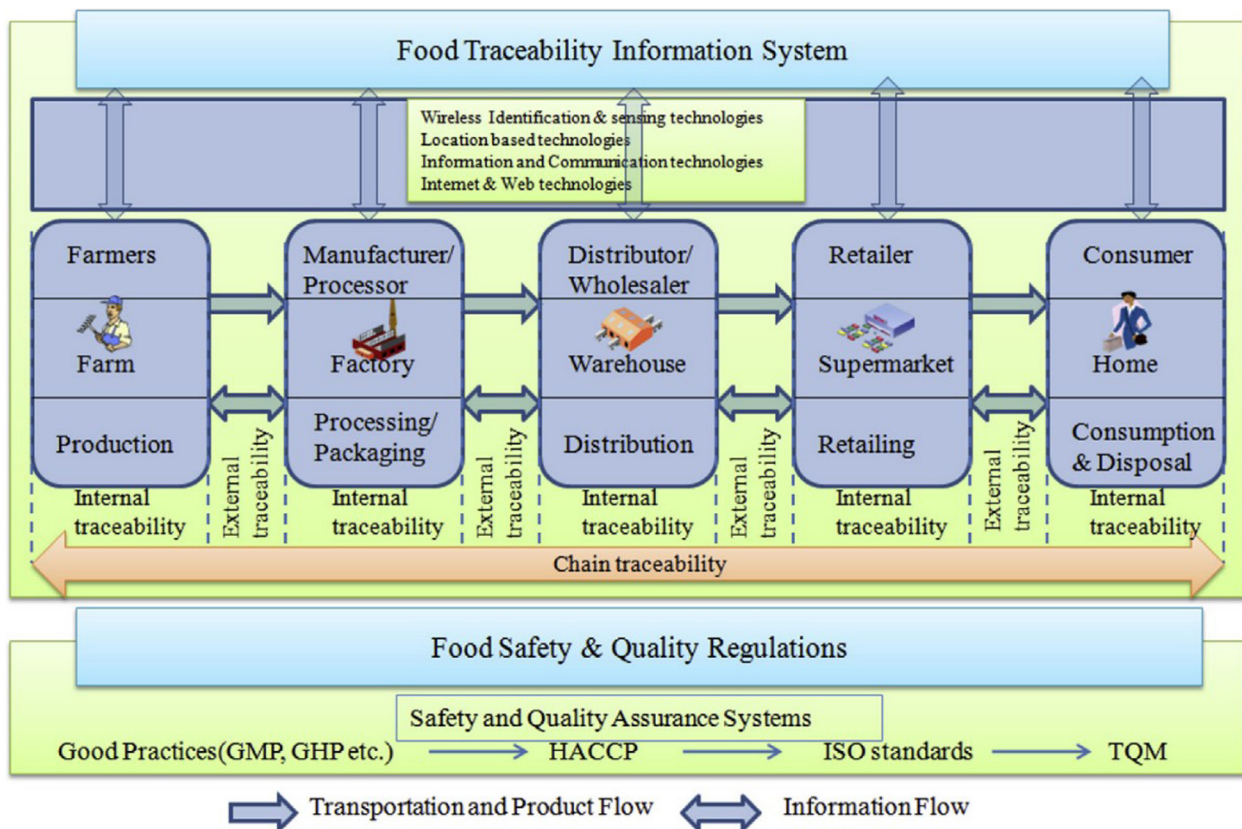 Food Traceability Information System
Wireless Identification & sensing technologies
Location based technologies
Information and Communication technologies
Internet & Web technologies
Farmers
Farm
Production
Manufacturer/
Processor
Factory
Processing/
Packaging
Distributor/
Wholesaler
Warehouse
Distribution
Retailer
Supermarket
Retailing
Consumer
Home
Consumption
& Disposal
Internal
traceability
External
traceability
Internal
traceability
External
traceability
Internal
traceability
External
traceability
Internal
traceability
External
traceability
Internal
traceability
Chain traceability
Food Safety & Quality Regulations
Safety and Quality Assurance Systems
Good Practices(GMP, GHP etc.)
HACCP
ISO standards
TQM
Transportation and Product Flow
Information Flow